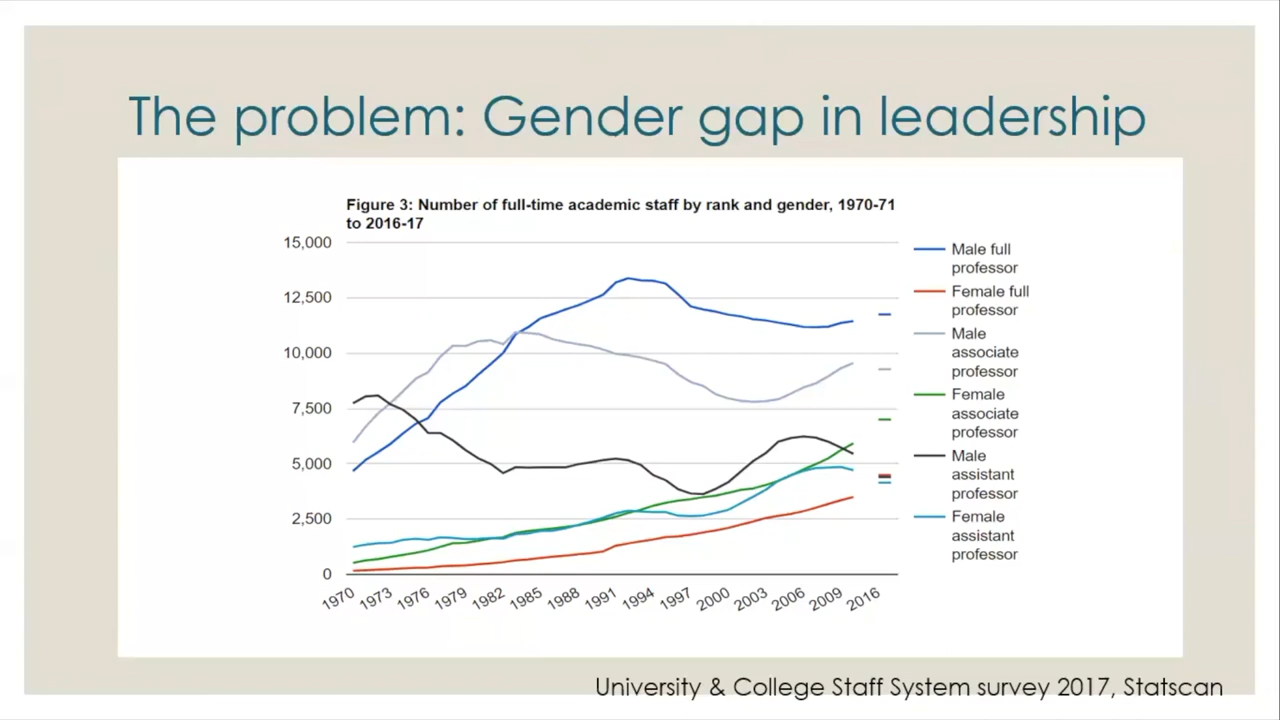 The problem: Gender gap in leadership
Figure 3: Number of full-time academic staff by rank and gender, 1970-71
to 2016-17
15,000
12,500
10,000
7,500
5,000
2,500
0
1970 1973 1976 1979 1982 1985 1988 1991 1994 1997 2000 2003 2006 2009 2016
Male full
professor
Female full
professor
Male
associate
professor
Female
associate
professor
Male
assistant
professor
Female
assistant
professor
University & College Staff System survey 2017, Statscan